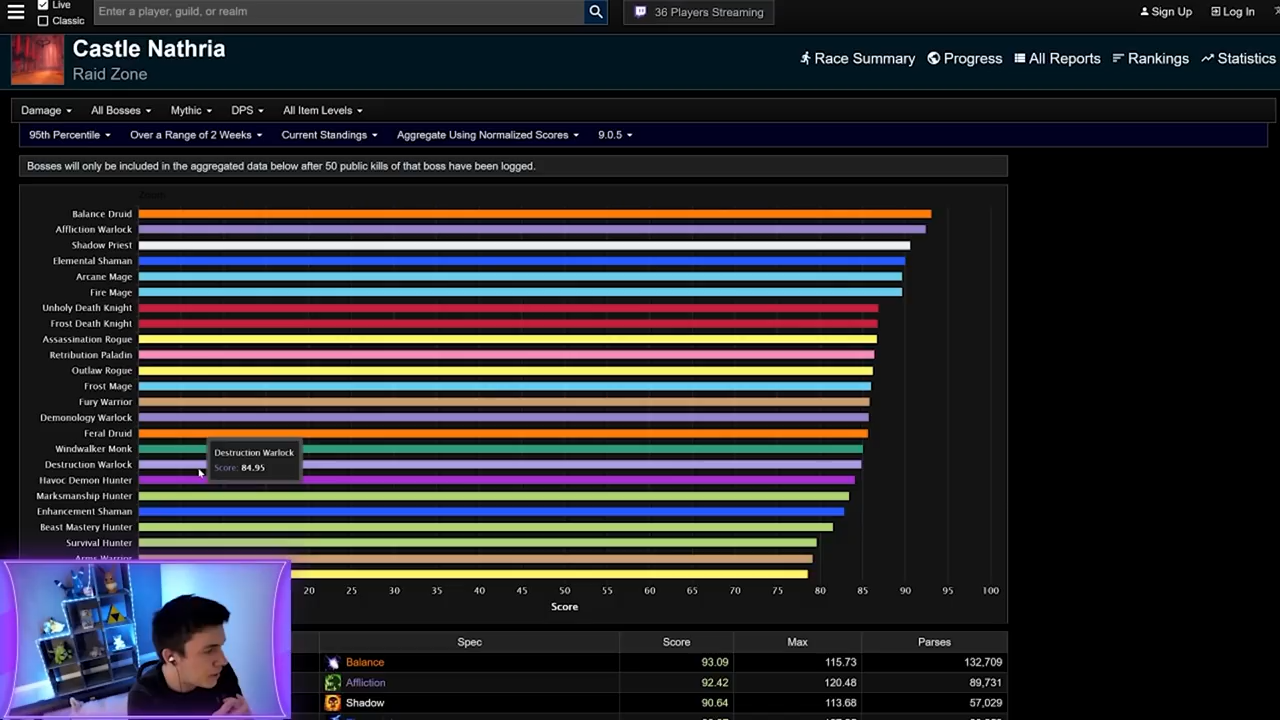 Live
Classic
Enter a player, guild, or realm
36 Players Streaming
Sign Up
Log In
Castle Nathria
Raid Zone
Race Summary
Progress
All Reports
Rankings
Statistics
Damage
All Bosses
Mythic
DPS
All Item Levels
95th Percentile
Over a Range of 2 Weeks
Current Standings
Aggregate Using Normalized Scores
9.0.5
Bosses will only be included in the aggregated data below after 50 public kills of that boss have been logged.
Zoom
Balance Druid
Affliction Warlock
Shadow Priest
Elemental Shaman
Arcane Mage
Fire Mage
Unholy Death Knight
Frost Death Knight
Assassination Rogue
Retribution Paladin
Outlaw Rogue
Frost Mage
Fury Warrior
Demonology Warlock
Feral Druid
Windwalker Monk
Destruction Warlock
Havoc Demon Hunter
Marksmanship Hunter
Enhancement Shaman
Beast Mastery Hunter
Survival Hunter
Arms Warrior
Destruction Warlock
Score: 84.95
20 25 30 35 40 45 50 55 60 65 70 75 80 85 90 95 100
Score
Spec Score Max Parses
Balance 93.09 115.73 132,709
Affliction 92.42 120.48 89,731
Shadow 90.64 113.68 57,029